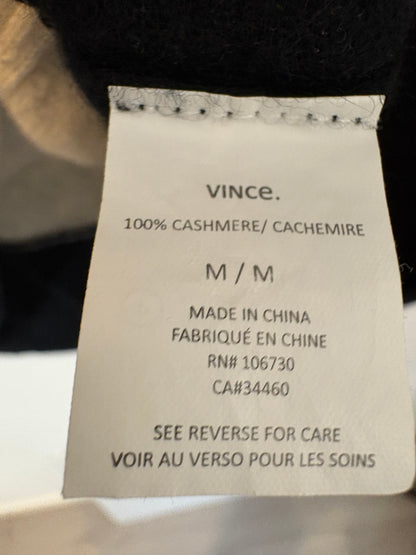 VINCE.
100% CASHMERE/ CACHEMIRE
M / M
MADE IN CHINA
FABRIQUÉ EN CHINE
RN# 106730
CA#34460
SEE REVERSE FOR CARE
VOIR AU VERSO POUR LES SOINS